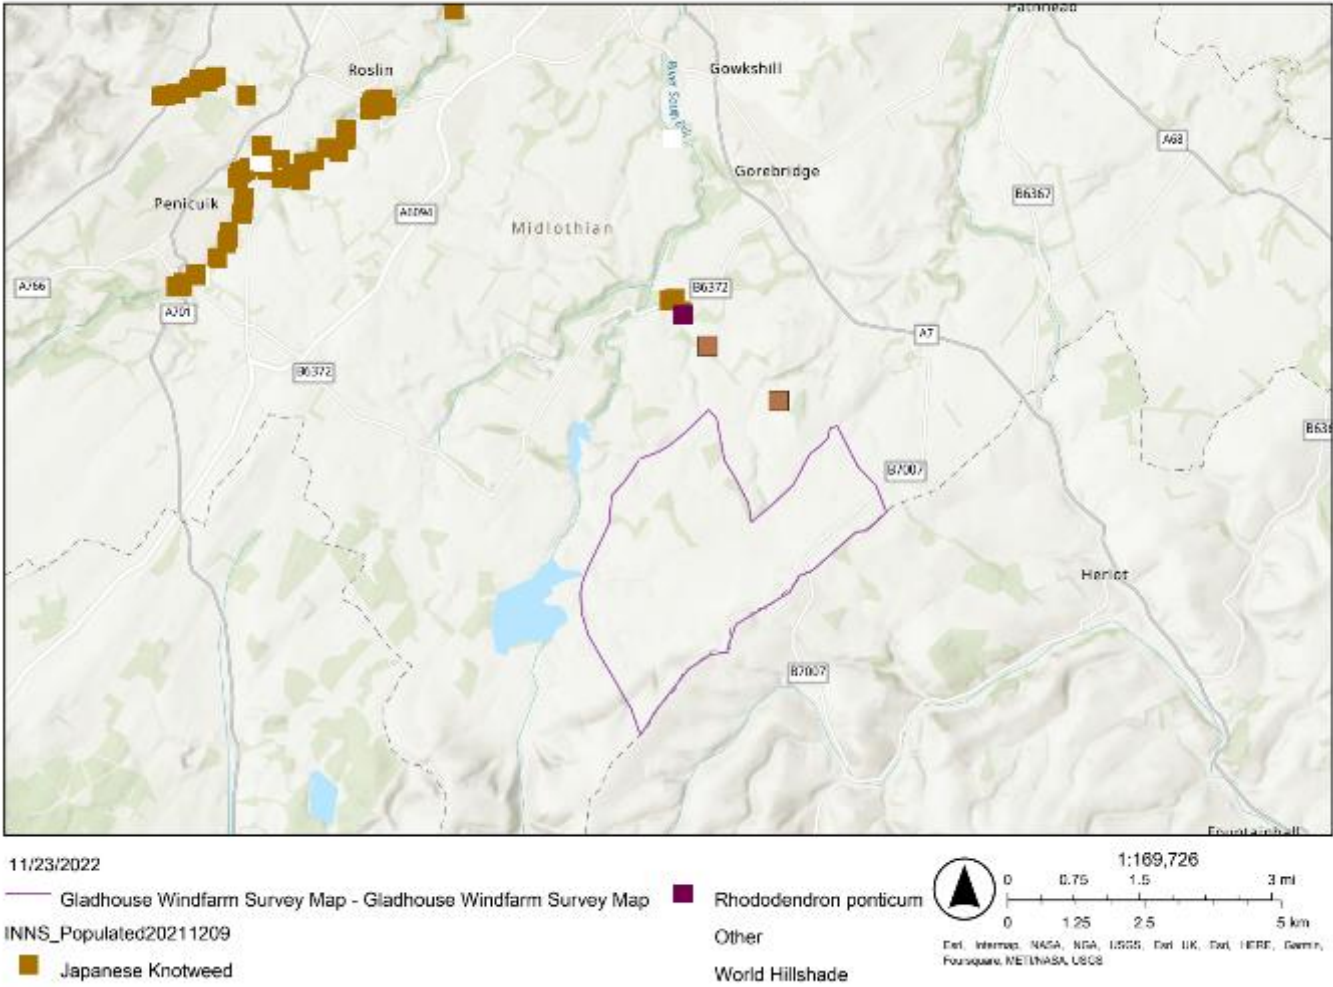 Pathhead
Roslin
Gowkshill
River South Esk
A68
Gorebridge
B6367
Penicuik
A6094
Midlothian
A766
B6372
A701
A7
B6372
B636
B7007
Heriot
B7007
Fountainhall
11/23/2022
1:169,726
0 0.75 1.5 3 mi
Gladhouse Windfarm Survey Map - Gladhouse Windfarm Survey Map
Rhododendron ponticum
0 1.25 2.5 5 km
INNS_Populated20211209
Other
Esri, Intermap, NASA, NGA, USGS, Esri UK, Esri, HERE, Garmin,
Foursquare, METI/NASA, USGS
Japanese Knotweed
World Hillshade